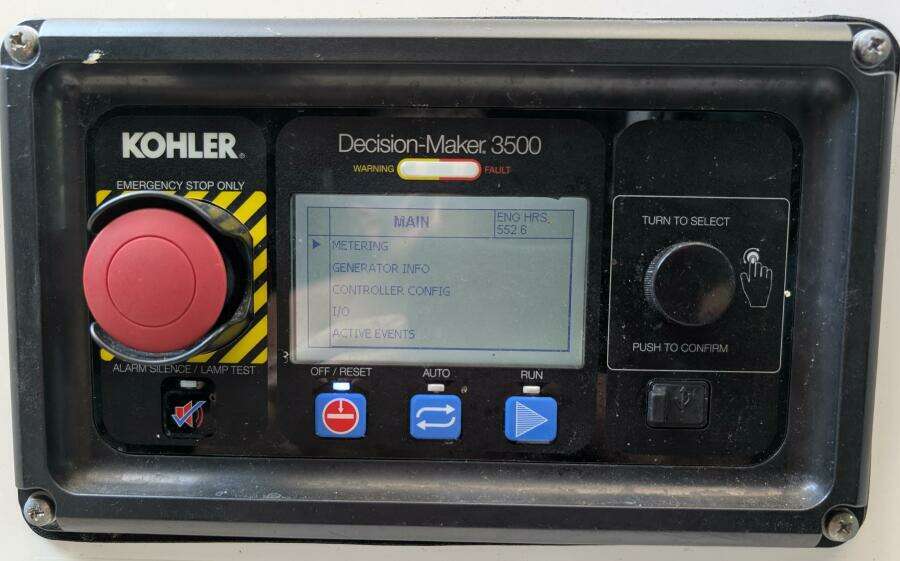 KOHLER®
EMERGENCY STOP ONLY
ALARM SILENCE / LAMP TEST
Decision-Maker® 3500
WARNING
FAULT
MAIN
ENG HRS
552.6
METERING
GENERATOR INFO
CONTROLLER CONFIG
I/O
ACTIVE EVENTS
OFF / RESET
AUTO
RUN
TURN TO SELECT
PUSH TO CONFIRM